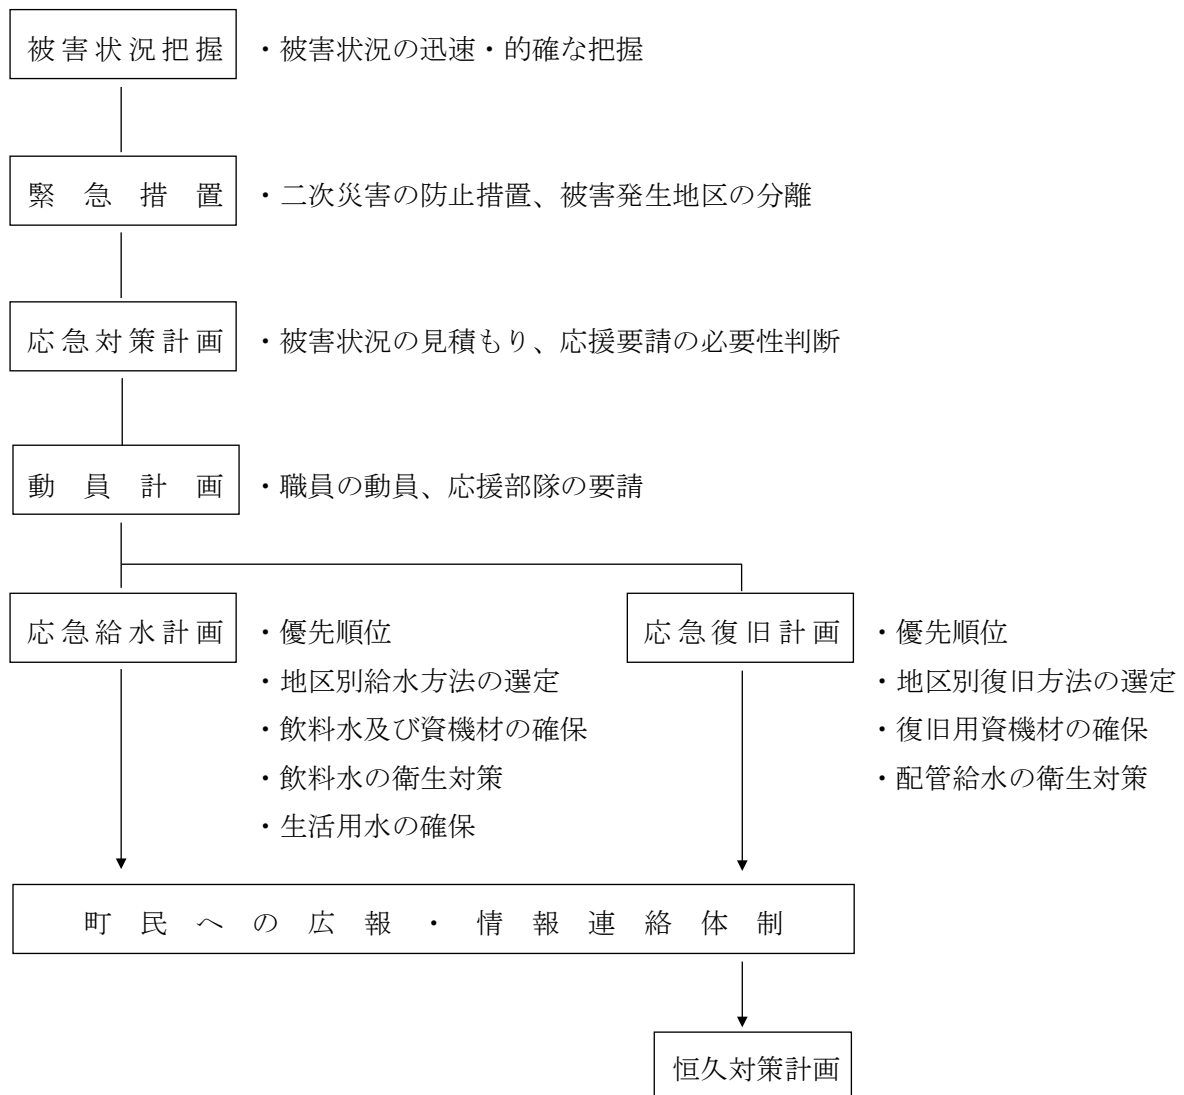 被害状況把握 ・被害状況の迅速・的確な把握
緊急措置 ・二次災害の防止措置、被害発生地区の分離
応急対策計画 ・被害状況の見積もり、応援要請の必要性判断
動員計画 ・職員の動員、応援部隊の要請
応急給水計画 ・優先順位
・地区別給水方法の選定
・飲料水及び資機材の確保
・飲料水の衛生対策
・生活用水の確保
応急復旧計画 ・優先順位
・地区別復旧方法の選定
・復旧用資機材の確保
・配管給水の衛生対策
町民への広報・情報連絡体制
恒久対策計画